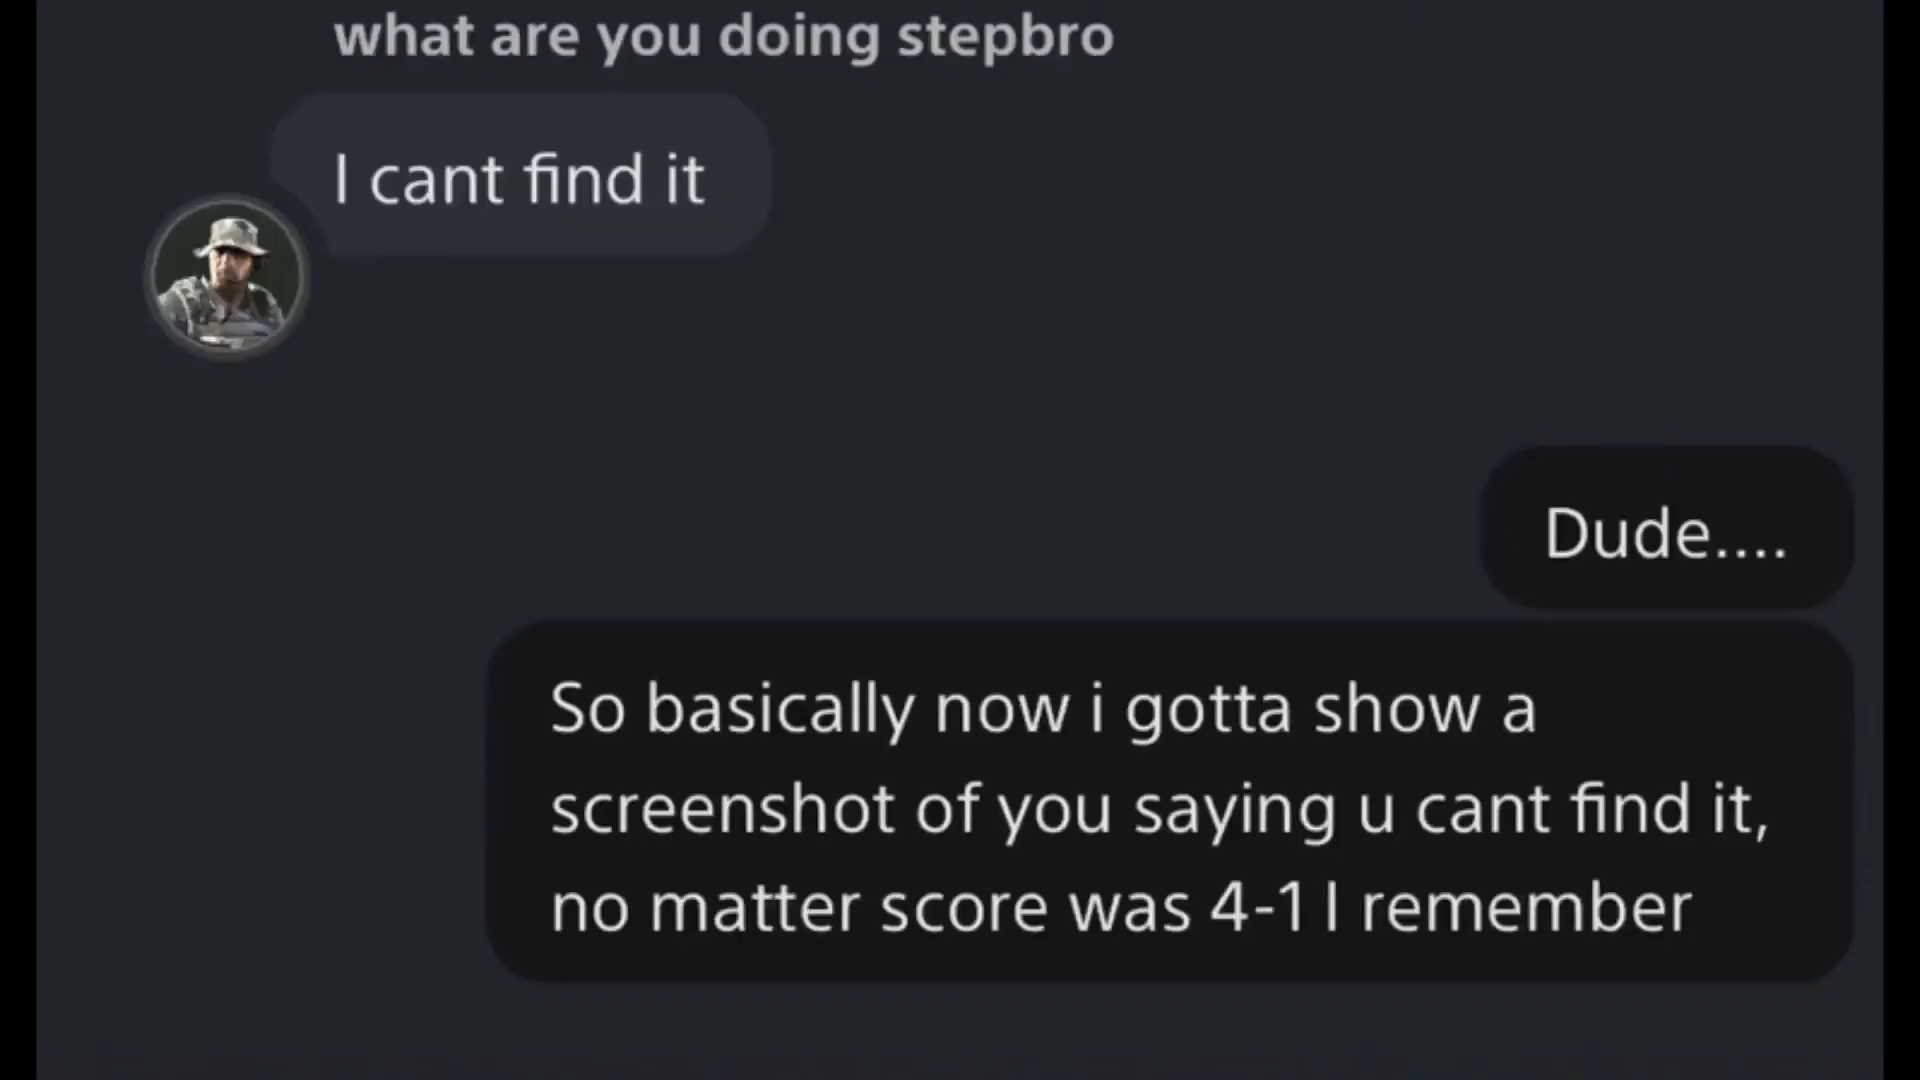 what are you doing stepbro
I cant find it
Dude....
So basically now i gotta show a
screenshot of you saying u cant find it,
no matter score was 4-1 I remember